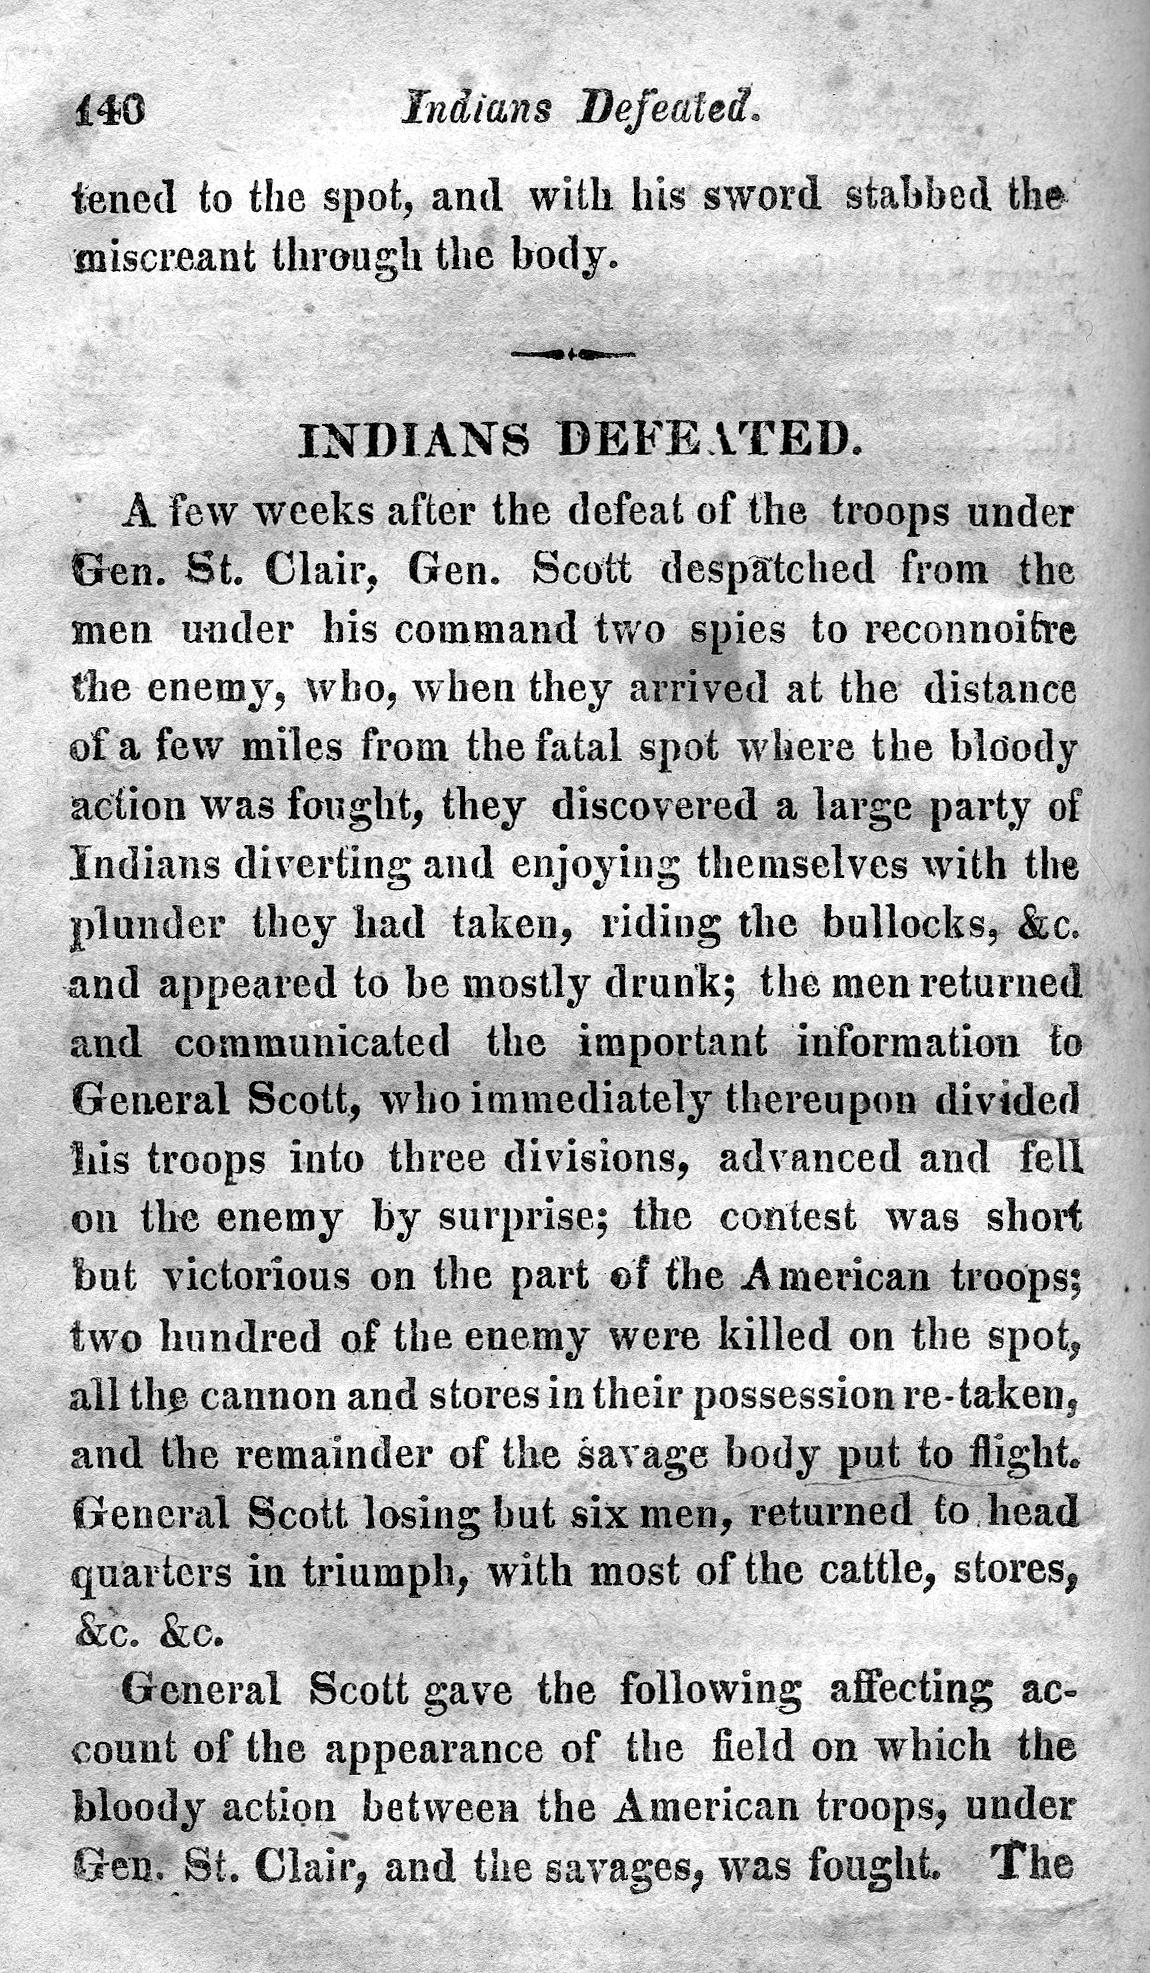 140 Indians Defeated.
tened to the spot, and with his sword stabbed the
miscreant through the body.
INDIANS DEFEATED.
A few weeks after the defeat of the troops under
Gen. St. Clair, Gen. Scott despatched from the
men under his command two spies to reconnoitre
the enemy, who, when they arrived at the distance
of a few miles from the fatal spot where the bloody
action was fought, they discovered a large party of
Indians diverting and enjoying themselves with the
plunder they had taken, riding the bullocks, &c.
and appeared to be mostly drunk; the men returned
and communicated the important information to
General Scott, who immediately thereupon divided
his troops into three divisions, advanced and fell
on the enemy by surprise; the contest was short
but victorious on the part of the American troops;
two hundred of the enemy were killed on the spot,
all the cannon and stores in their possession re-taken,
and the remainder of the savage body put to flight.
General Scott losing but six men, returned to head
quarters in triumph, with most of the cattle, stores,
&c. &c.
General Scott gave the following affecting ac-
count of the appearance of the field on which the
bloody action between the American troops, under
Gen. St. Clair, and the savages, was fought. The